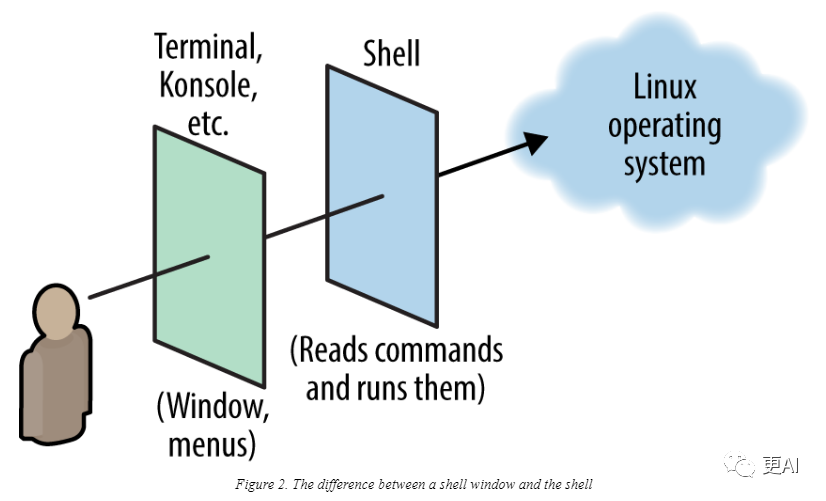 Terminal,
Konsole,
etc.
Shell
Linux
operating
system
(Reads commands
and runs them)
(Window,
menus)
更AI
Figure 2. The difference between a shell window and the shell